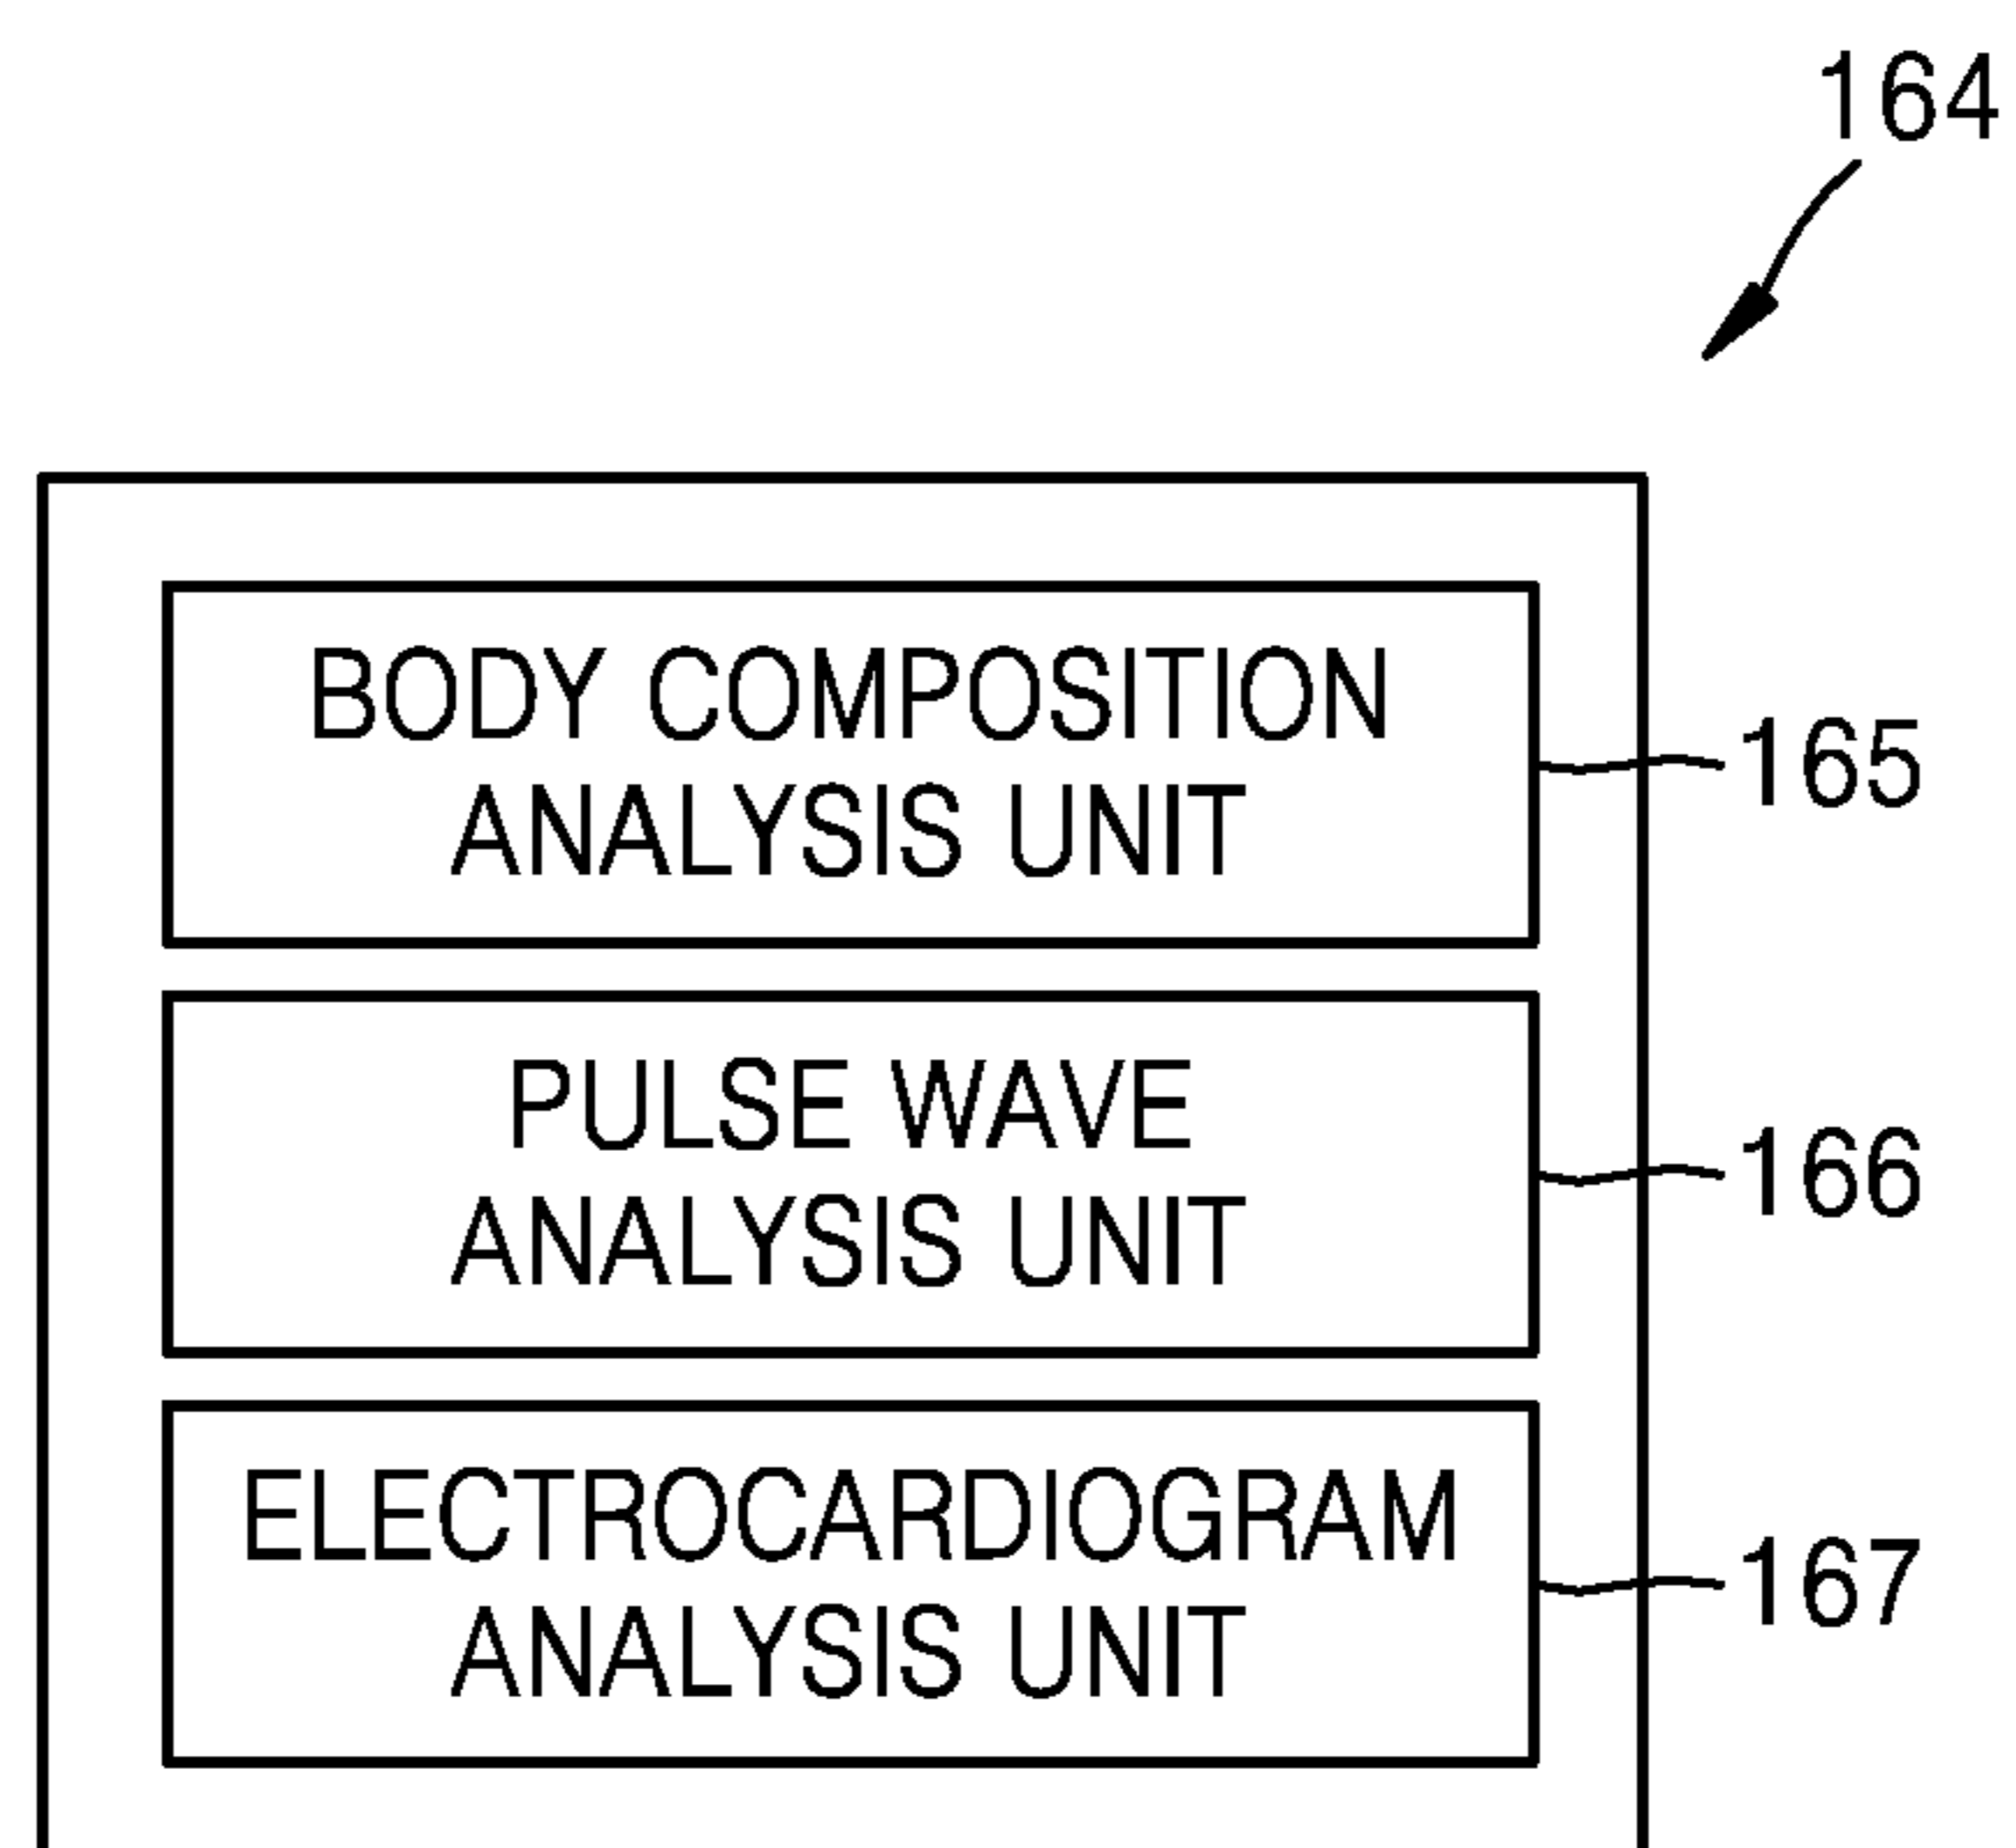 164
BODY COMPOSITION
ANALYSIS UNIT
165
PULSE WAVE
ANALYSIS UNIT
166
ELECTROCARDIOGRAM
ANALYSIS UNIT
167